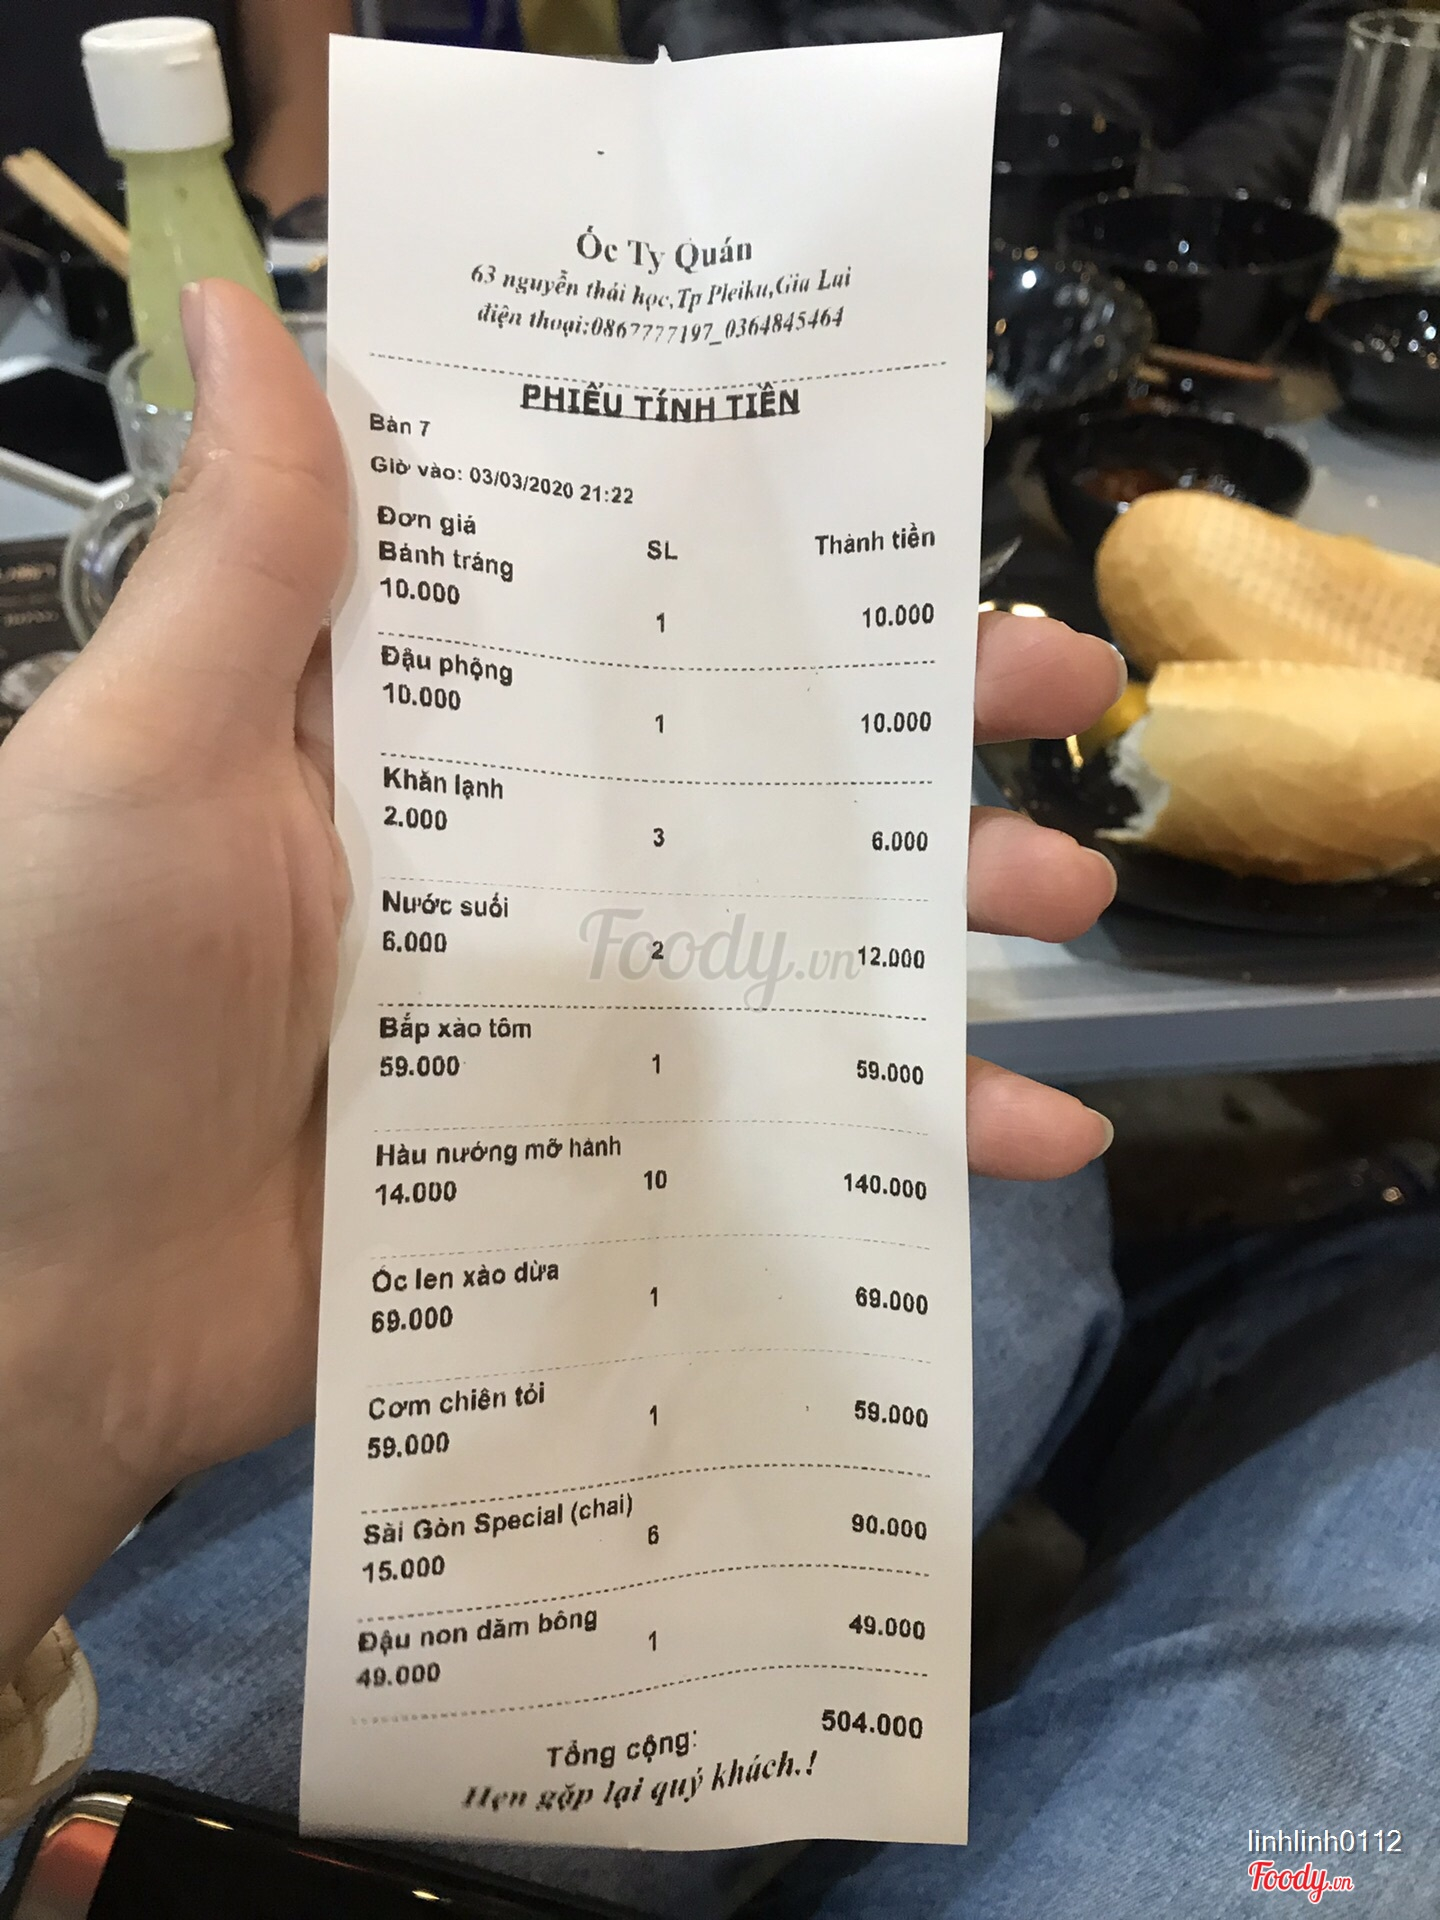 Ốc Ty Quán
63 nguyễn thái học,Tp Pleiku,Gia Lai
điện thoại:0867777197_0364845464
PHIẾU TÍNH TIỀN
Bàn 7
Giờ vào: 03/03/2020 21:22
Đơn giá SL Thành tiền
Bánh tráng
10.000 1 10.000
Đậu phộng
10.000 1 10.000
Khăn lạnh
2.000 3 6.000
Nước suối
6.000 2 12.000
Bắp xào tôm
59.000 1 59.000
Hàu nướng mỡ hành
14.000 10 140.000
Ốc len xào dừa
69.000 1 69.000
Cơm chiên tỏi
59.000 1 59.000
Sài Gòn Special (chai)
15.000 6 90.000
Đậu non dăm bông
49.000 1 49.000
Tổng cộng: 504.000
Hẹn gặp lại quý khách.!
Foody.vn
linhlinh0112
Foody.vn